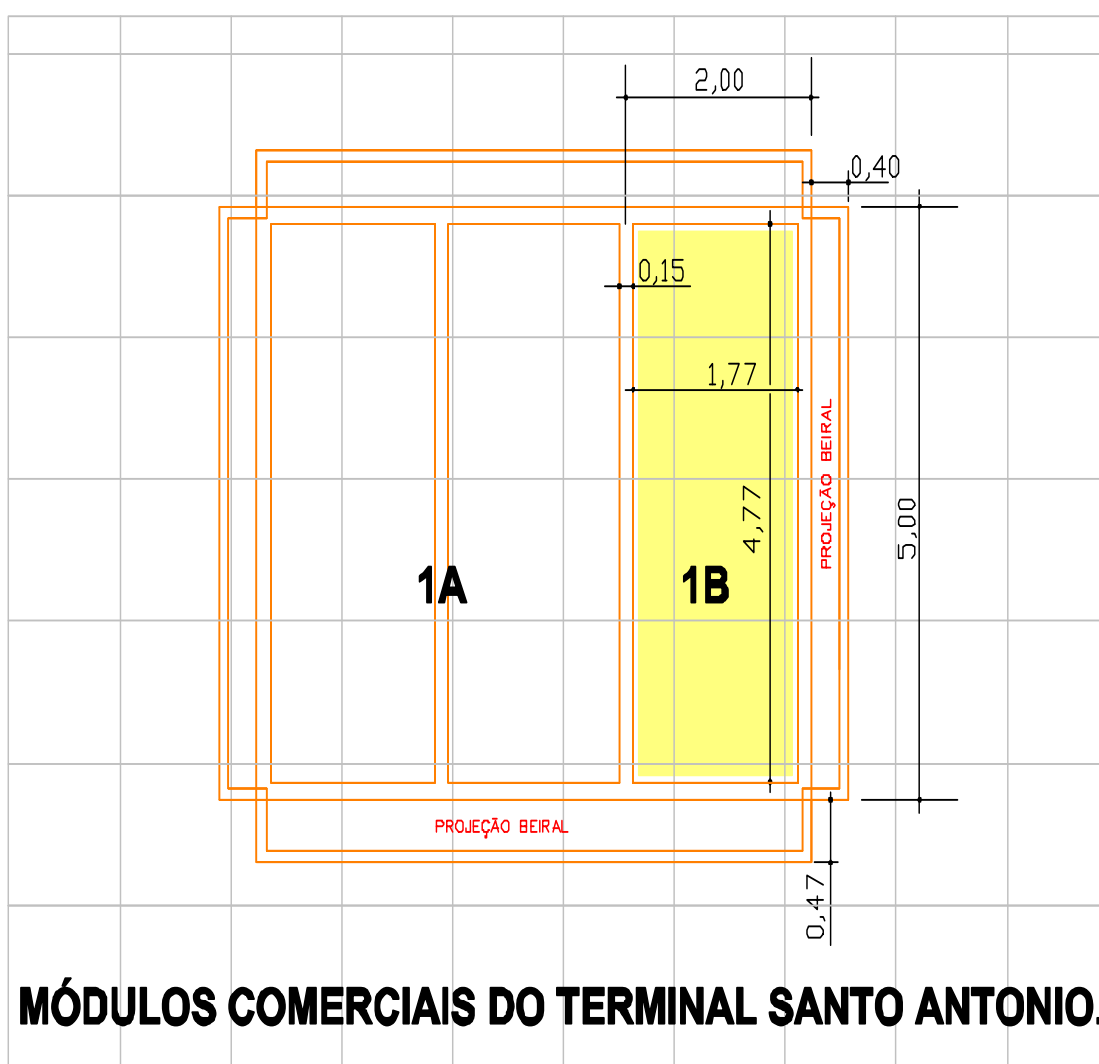 2,00
0,40
0,15
1,77
PROJEÇÃO BEIRAL
4,77
5,00
1A
1B
PROJEÇÃO BEIRAL
0,47
MÓDULOS COMERCIAIS DO TERMINAL SANTO ANTONIO.